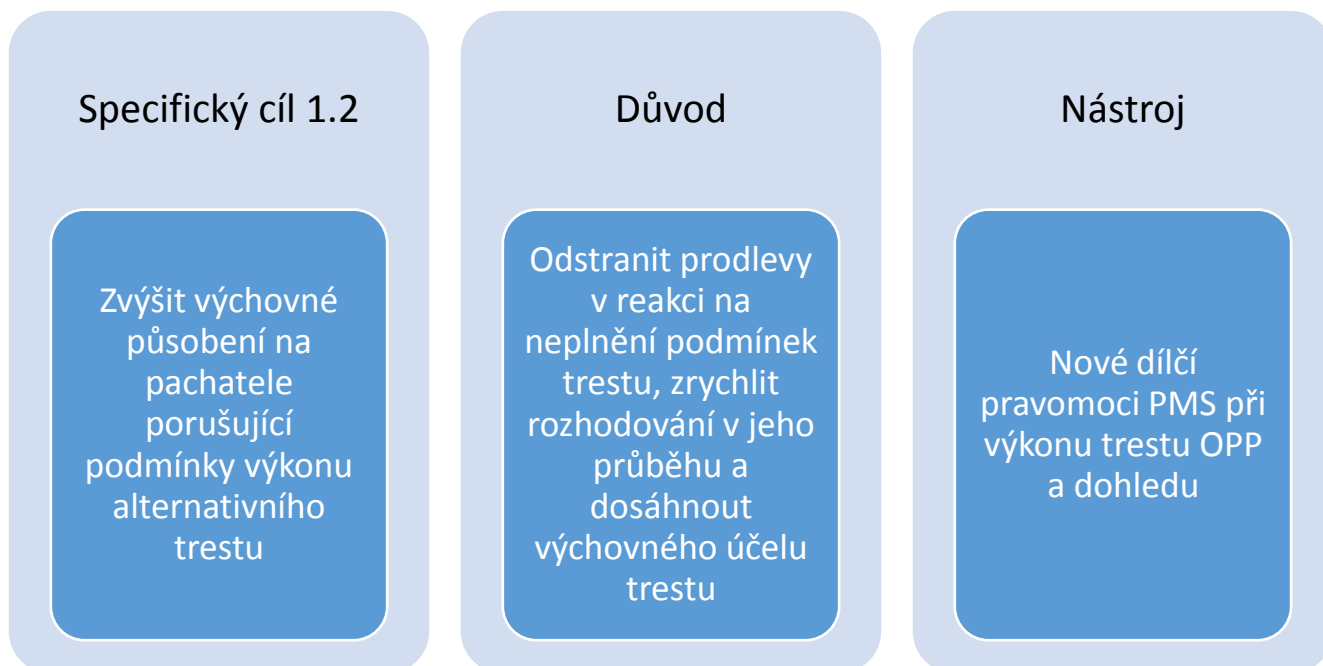 Specifický cíl 1.2
Zvýšit výchovné
působení na
pachatele
porušující
podmínky výkonu
alternativního
trestu
Důvod
Odstranit prodlevy
v reakci na
neplnění podmínek
trestu, zrychlit
rozhodování v jeho
průběhu a
dosáhnout
výchovného účelu
trestu
Nástroj
Nové dílčí
pravomoci PMS při
výkonu trestu OPP
a dohledu